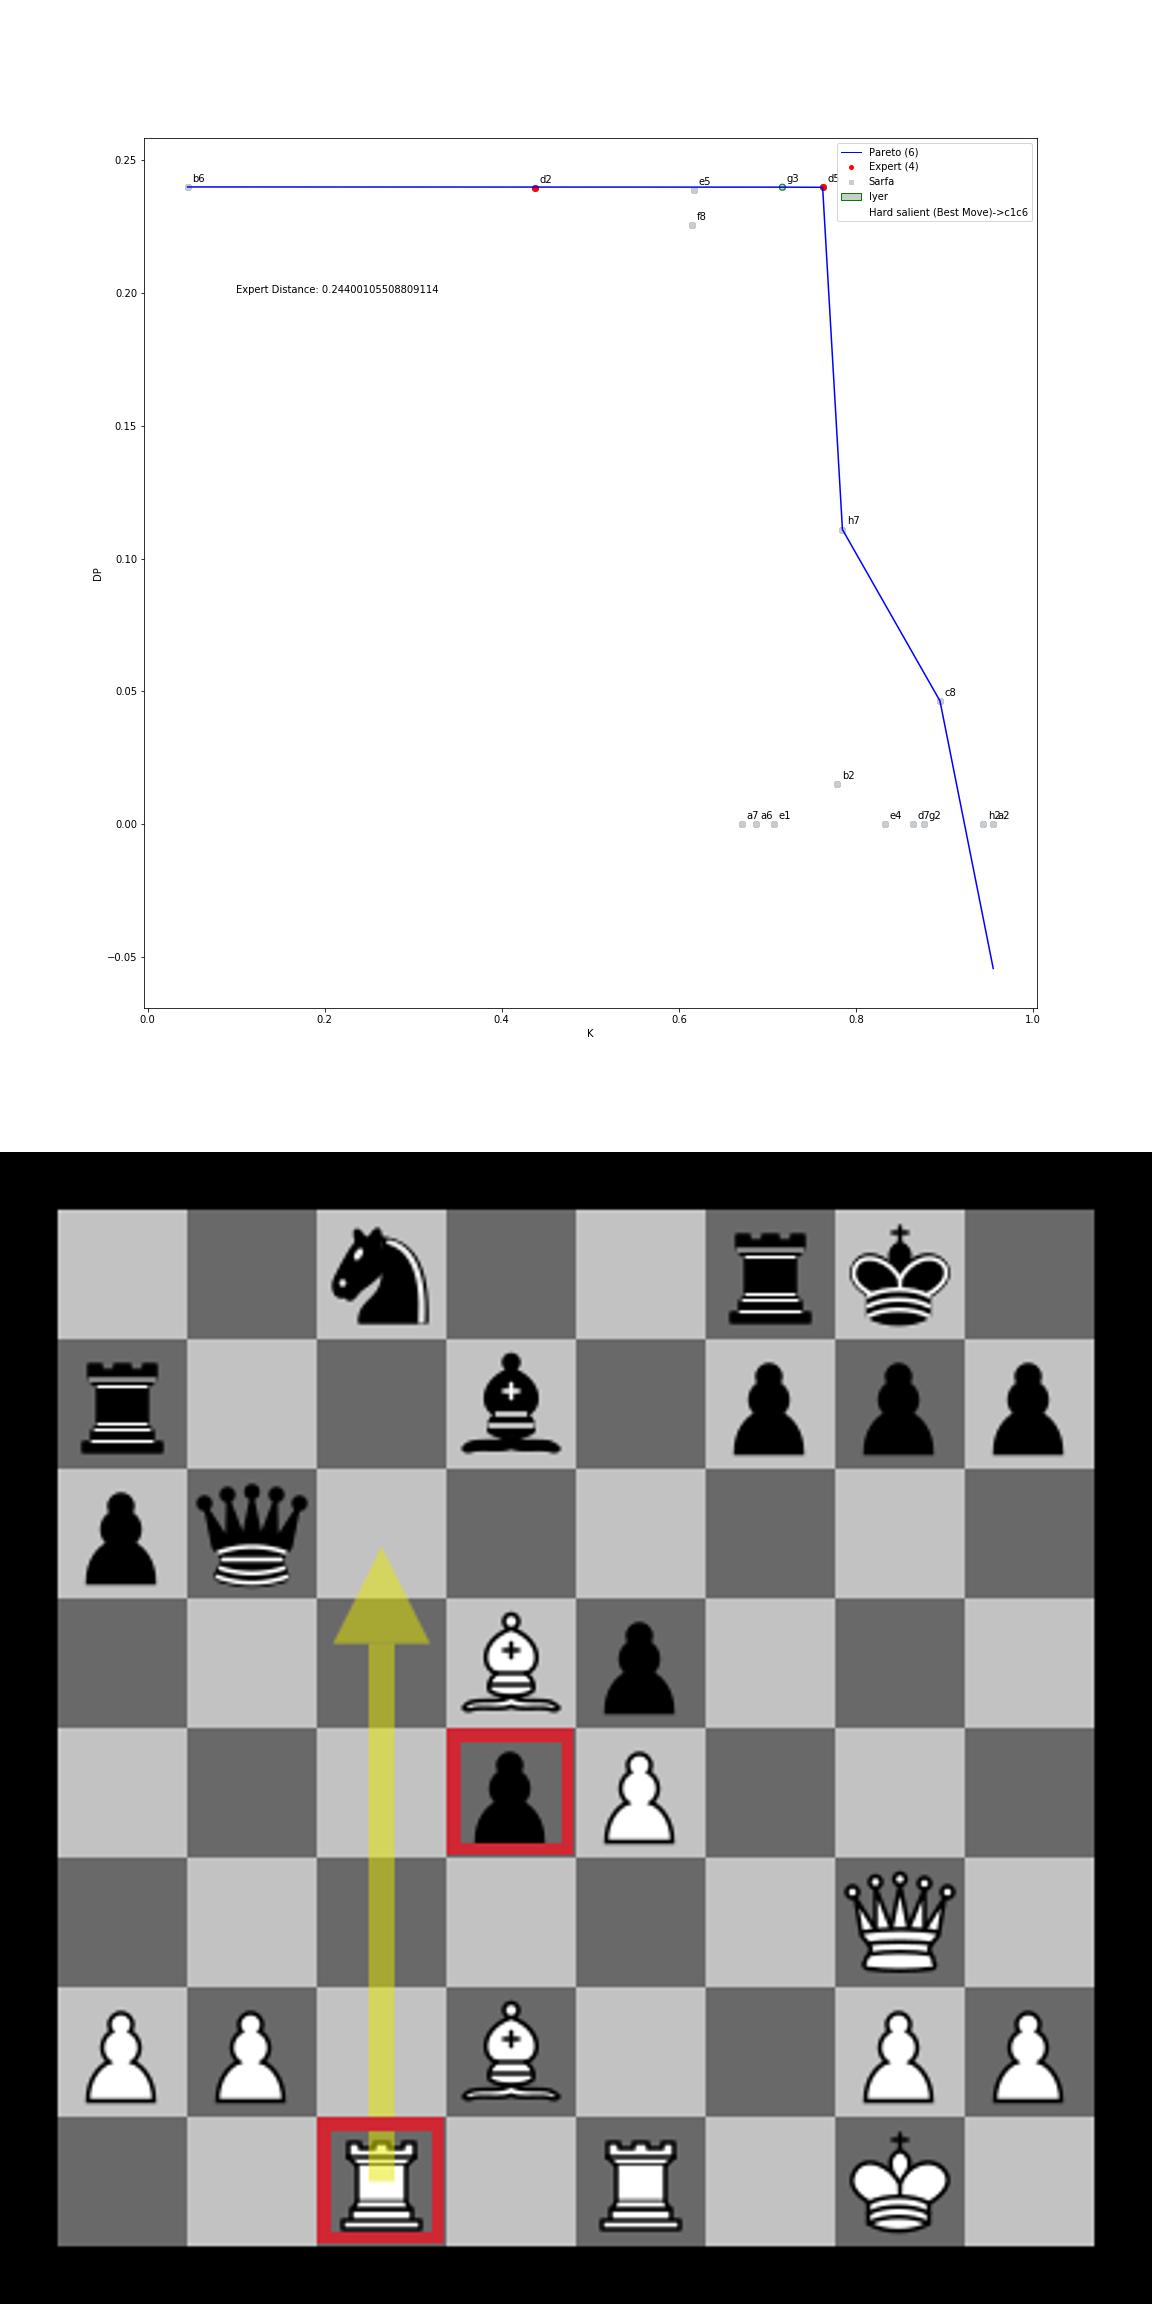 0.25
0.20
0.15
0.10
0.05
0.00
−0.05
DP
0.0
0.2
0.4
0.6
0.8
1.0
K
b6
d2
e5
g3
d5
f8
Pareto (6)
Expert (4)
Sarfa
Iyer
Hard salient (Best Move)->c1c6
Expert Distance: 0.24400105508809114
h7
c8
b2
a7
a6
e1
e4
d7
g2
h2
a2